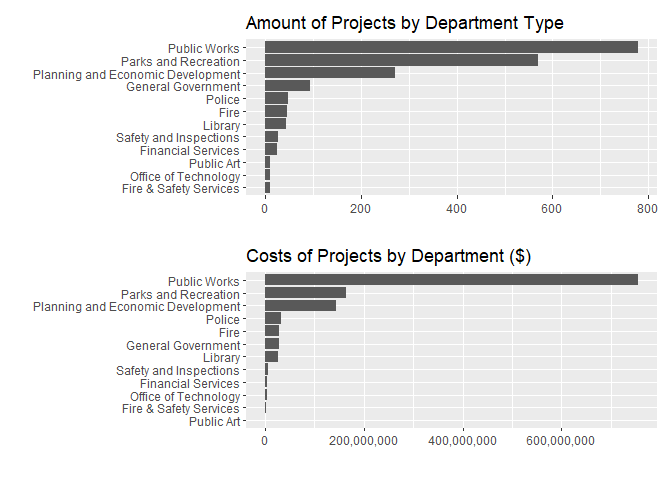 Amount of Projects by Department Type
Public Works
Parks and Recreation
Planning and Economic Development
General Government
Police
Fire
Library
Safety and Inspections
Financial Services
Public Art
Office of Technology
Fire & Safety Services
0 200 400 600 800
Costs of Projects by Department ($)
Public Works
Parks and Recreation
Planning and Economic Development
Police
Fire
General Government
Library
Safety and Inspections
Financial Services
Office of Technology
Fire & Safety Services
Public Art
0 200,000,000 400,000,000 600,000,000